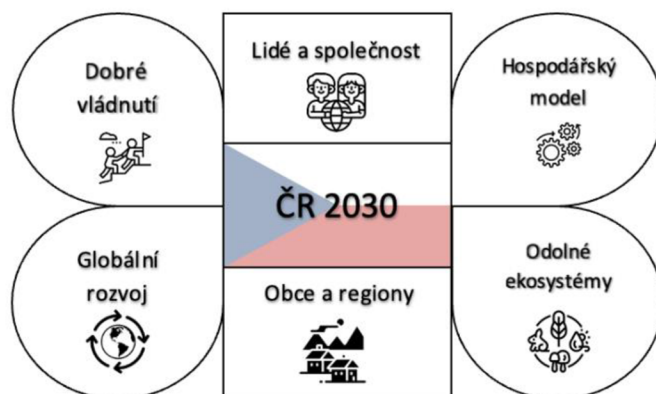 Dobré
vládnutí
Lidé a společnost
Hospodářský
model
ČR 2030
Globální
rozvoj
Obce a regiony
Odolné
ekosystémy